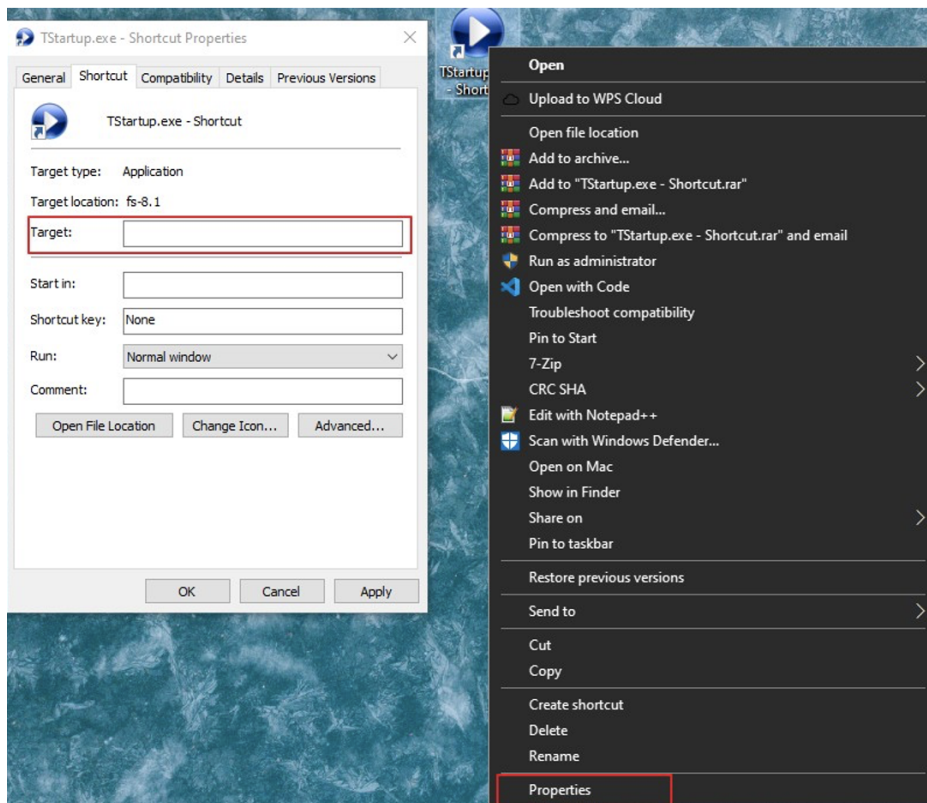 TStartup.exe - Shortcut Properties
General Shortcut Compatibility Details Previous Versions
TStartup.exe - Shortcut
Target type: Application
Target location: fs-8.1
Target:
Start in:
Shortcut key: None
Run: Normal window
Comment:
Open File Location Change Icon... Advanced...
OK Cancel Apply
TStartup
- Short
Open
Upload to WPS Cloud
Open file location
Add to archive...
Add to "TStartup.exe - Shortcut.rar"
Compress and email...
Compress to "TStartup.exe - Shortcut.rar" and email
Run as administrator
Open with Code
Troubleshoot compatibility
Pin to Start
7-Zip
CRC SHA
Edit with Notepad++
Scan with Windows Defender...
Open on Mac
Show in Finder
Share on
Pin to taskbar
Restore previous versions
Send to
Cut
Copy
Create shortcut
Delete
Rename
Properties